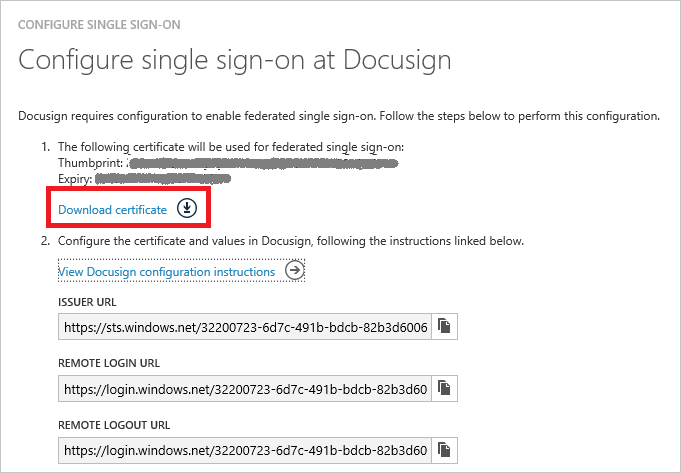 CONFIGURE SINGLE SIGN-ON
Configure single sign-on at Docusign
Docusign requires configuration to enable federated single sign-on. Follow the steps below to perform this configuration.
1. The following certificate will be used for federated single sign-on:
Thumbprint:
Expiry:
Download certificate
2. Configure the certificate and values in Docusign, following the instructions linked below.
View Docusign configuration instructions
ISSUER URL
https://sts.windows.net/32200723-6d7c-491b-bdcb-82b3d6006
REMOTE LOGIN URL
https://login.windows.net/32200723-6d7c-491b-bdcb-82b3d60
REMOTE LOGOUT URL
https://login.windows.net/32200723-6d7c-491b-bdcb-82b3d60